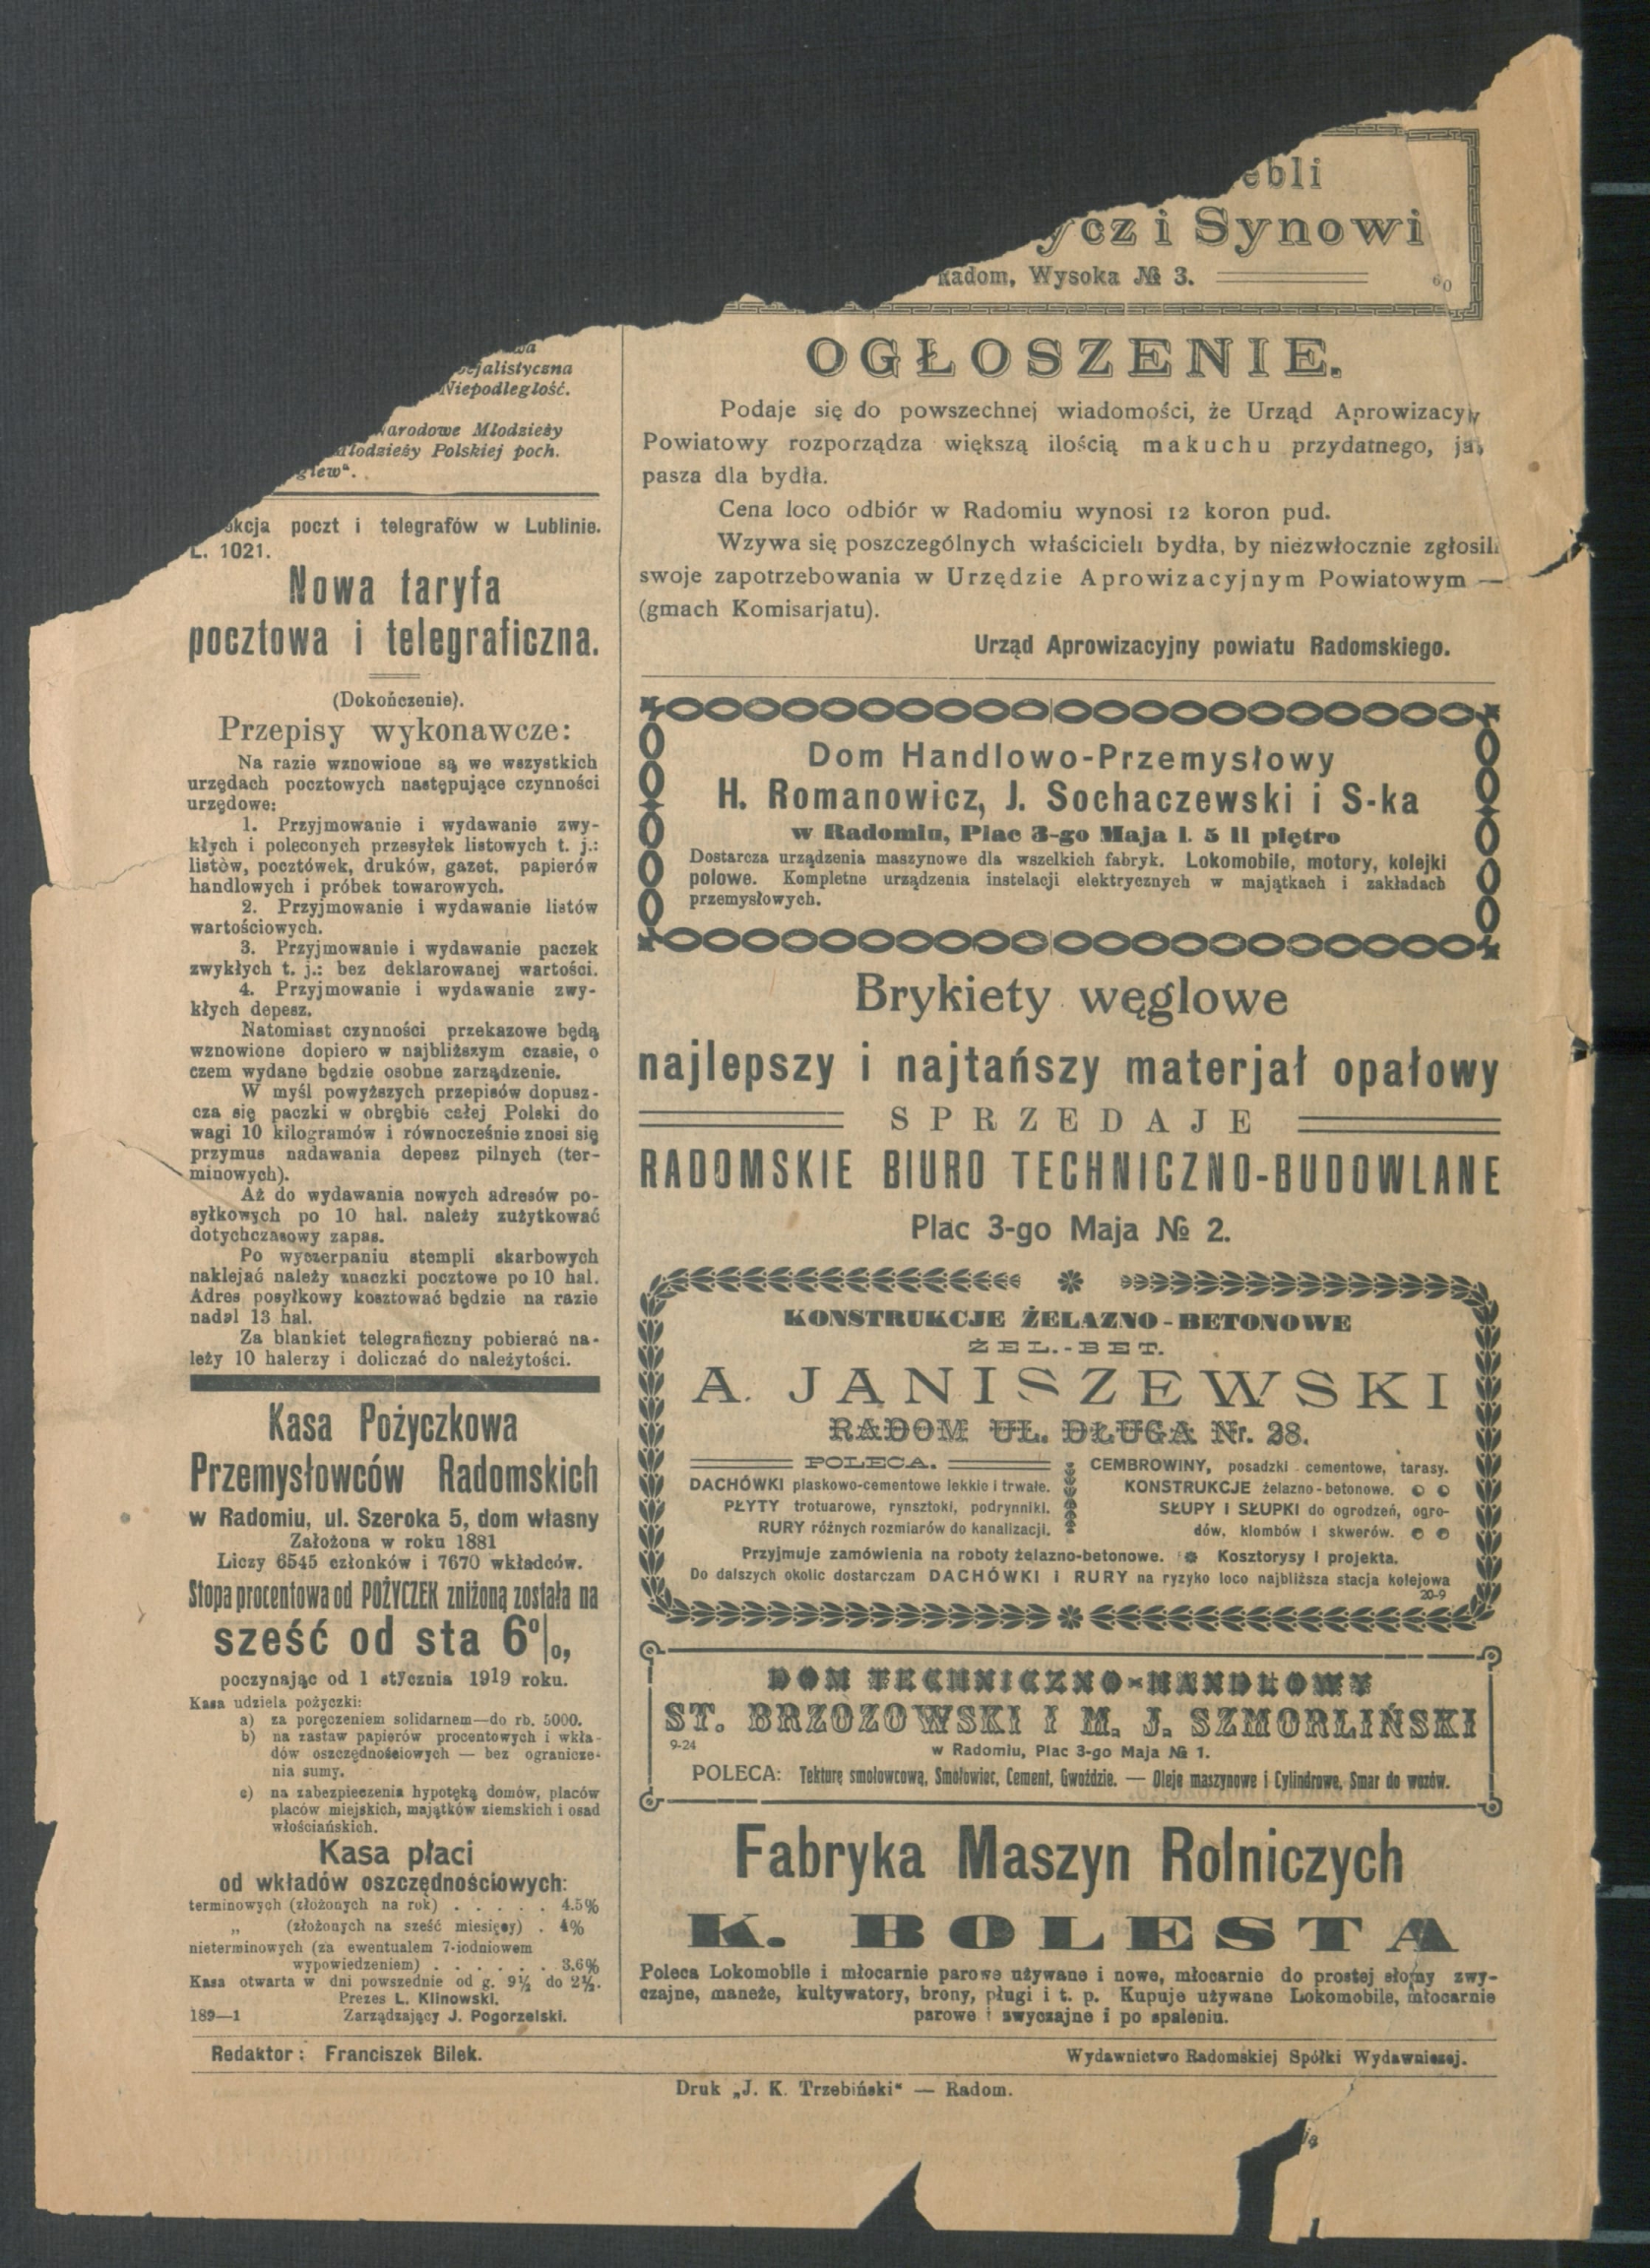 i Synowi
Wysoka № 3.
60
Niepodległość.
Młodzieży
Polskiej poch.
poczt i telegrafów w Lublinie.
L. 1021.
Nowa taryfa
pocztowa i telegraficzna.
(Dokończenie).
Przepisy wykonawcze:
Na razie wznowione są we wszystkich
urzędach pocztowych następujące czynności
urzędowe:
1. Przyjmowanie i wydawanie zwy-
kłych i poleconych przesyłek listowych t. j.:
listów, pocztówek, druków, gazet, papierów
handlowych i próbek towarowych.
2. Przyjmowanie i wydawanie listów
wartościowych.
3. Przyjmowanie i wydawanie paczek
zwykłych t. j.: bez deklarowanej wartości.
4. Przyjmowanie i wydawanie zwy-
kłych depesz.
Natomiast czynności przekazowe będą
wznowione dopiero w najbliższym czasie, o
czem wydane będzie osobne zarządzenie.
W myśl powyższych przepisów dopusz-
cza się paczki w obrębie całej Polski do
wagi 10 kilogramów i równocześnie znosi się
przymus nadawania depesz pilnych (ter-
minowych).
Aż do wydawania nowych adresów po-
syłkowych po 10 hal. należy zużytkować
dotychczasowy zapas.
Po wyczerpaniu stempli skarbowych
naklejać należy znaczki pocztowe po 10 hal.
Adres posyłkowy kosztować będzie na razie
nadal 13 hal.
Za blankiet telegraficzny pobierać na-
leży 10 halerzy i doliczać do należytości.
Kasa Pożyczkowa
Przemysłowców Radomskich
w Radomiu, ul. Szeroka 5, dom własny
Założona w roku 1881
Liczy 6545 członków i 7670 wkładców.
Stopa procentowa od POŻYCZEK zniżoną została na
sześć od sta 6%,
poczynając od 1 stycznia 1919 roku.
Kasa udziela pożyczki:
a) za poręczeniem solidarnem—do rb. 5000.
b) na zastaw papierów procentowych i wkła-
dów oszczędnościowych — bez ogranicze-
nia sumy.
c) na zabezpieczenia hypotęką domów, placów
placów miejskich, majątków ziemskich i osad
włościańskich.
Kasa płaci
od wkładów oszczędnościowych:
terminowych (złożonych na rok) . . . . . 4.5%
„ (złożonych na sześć miesięcy) . 4%
nieterminowych (za ewentualem 7-iodniowem
wypowiedzeniem) . . . . . . 3.6%
Kasa otwarta w dni powszednie od g. 9½ do 2½.
Prezes L. Klinowski.
189—1 Zarządzający J. Pogorzelski.
OGŁOSZENIE.
Podaje się do powszechnej wiadomości, że Urząd Aprowizacyj
Powiatowy rozporządza większą ilością makuchu przydatnego,
pasza dla bydła.
Cena loco odbiór w Radomiu wynosi 12 koron pud.
Wzywa się poszczególnych właścicieli bydła, by niezwłocznie zgłosili
swoje zapotrzebowania w Urzędzie Aprowizacyjnym Powiatowym —
(gmach Komisarjatu).
Urząd Aprowizacyjny powiatu Radomskiego.
Dom Handlowo-Przemysłowy
H. Romanowicz, J. Sochaczewski i S-ka
w Radomiu, Plac 3-go Maja l. 5 II piętro
Dostarcza urządzenia maszynowe dla wszelkich fabryk. Lokomobile, motory, kolejki
polowe. Kompletne urządzenia instelacji elektrycznych w majątkach i zakładach
przemysłowych.
Brykiety węglowe
najlepszy i najtańszy materjał opałowy
SPRZEDAJE
RADOMSKIE BIURO TECHNICZNO-BUDOWLANE
Plac 3-go Maja № 2.
KONSTRUKCJE ŻELAZNO-BETONOWE
ŻEL.-BET.
A. JANISZEWSKI
RADOM UL. DŁUGA Nr. 28.
POLECA.
DACHÓWKI piaskowo-cementowe lekkie i trwałe.
PŁYTY trotuarowe, rynsztoki, podrynniki.
RURY różnych rozmiarów do kanalizacji.
CEMBROWINY, posadzki cementowe, tarasy.
KONSTRUKCJE żelazno-betonowe.
SŁUPY I SŁUPKI do ogrodzeń, ogro-
dów, klombów i skwerów.
Przyjmuje zamówienia na roboty żelazno-betonowe. Kosztorysy i projekta.
Do dalszych okolic dostarczam DACHÓWKI i RURY na ryzyko loco najbliższa stacja kolejowa
20-9
DOM TECHNICZNO-HANDLOWY
ST. BRZOZOWSKI I M. J. SZMORLIŃSKI
9-24 w Radomiu, Plac 3-go Maja № 1.
POLECA: Tekturę smołowcową, Smołowiec, Cement, Gwoździe. — Oleje maszynowe i Cylindrowe, Smar do wozów.
Fabryka Maszyn Rolniczych
K. BOLESTA
Poleca Lokomobile i młocarnie parowe używane i nowe, młocarnie do prostej słomy zwy-
czajne, maneże, kultywatory, brony, pługi i t. p. Kupuje używane Lokomobile, młocarnie
parowe i zwyczajne i po spaleniu.
Redaktor: Franciszek Bilek.
Wydawnictwo Radomskiej Spółki Wydawniczej.
Druk „J. K. Trzebiński“ — Radom.